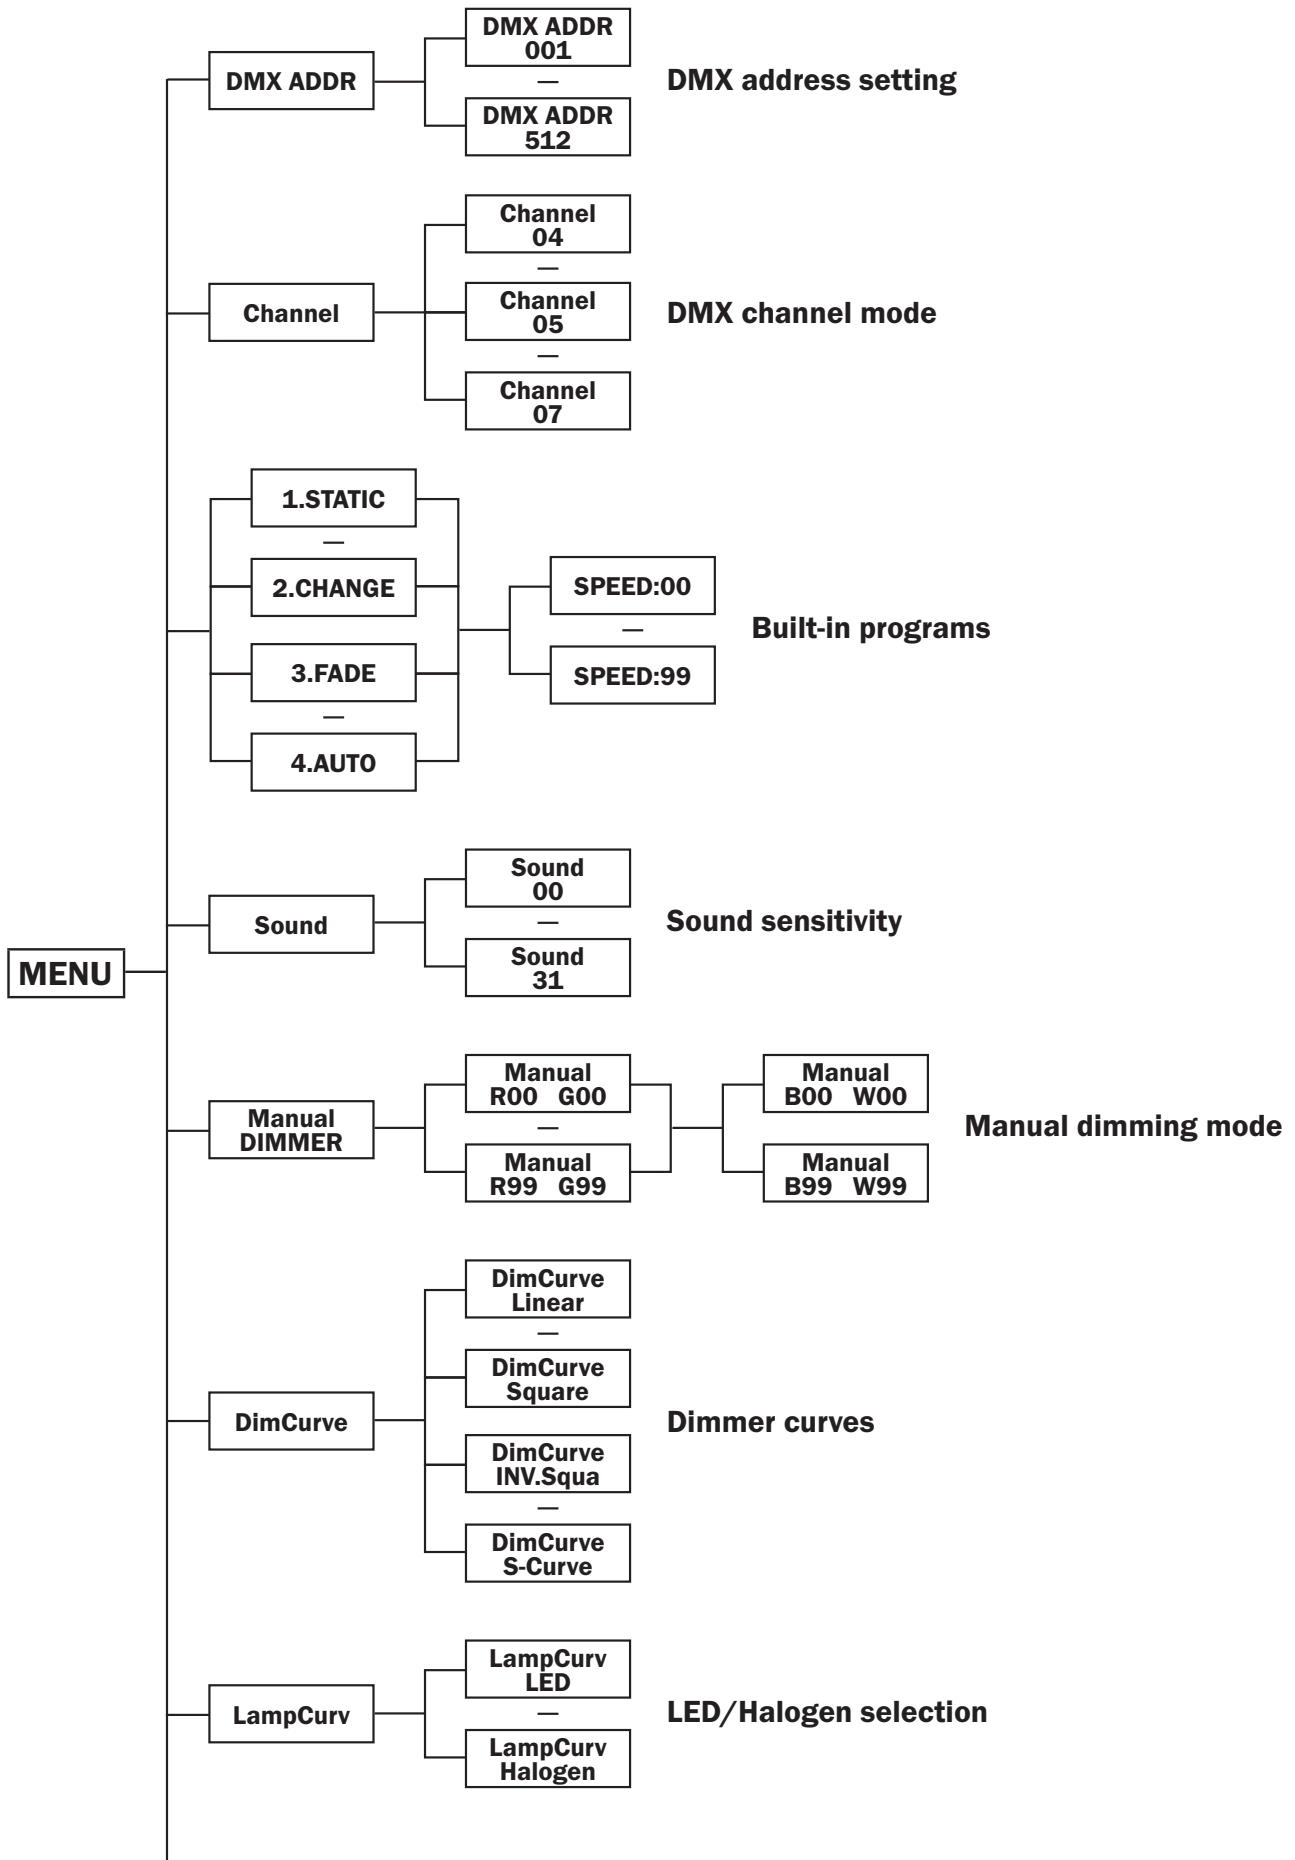 DMX ADDR
001
—
DMX ADDR
512
DMX ADDR
DMX address setting
Channel
04
—
Channel
05
—
Channel
07
Channel
DMX channel mode
1.STATIC
—
2.CHANGE
3.FADE
—
4.AUTO
SPEED:00
—
SPEED:99
Built-in programs
Sound
Sound
00
—
Sound
31
Sound sensitivity
MENU
Manual
DIMMER
Manual
R00 G00
—
Manual
R99 G99
Manual
B00 W00
Manual
B99 W99
Manual dimming mode
DimCurve
DimCurve
Linear
—
DimCurve
Square
DimCurve
INV.Squa
—
DimCurve
S-Curve
Dimmer curves
LampCurv
LampCurv
LED
—
LampCurv
Halogen
LED/Halogen selection